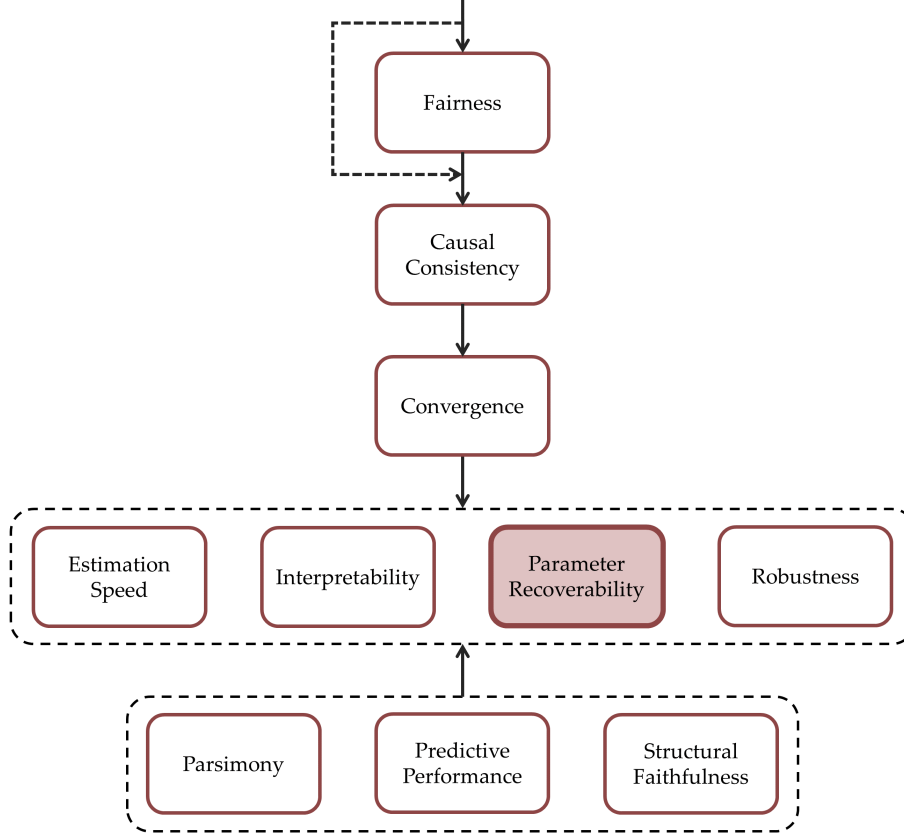 Fairness
Causal
Consistency
Convergence
Estimation
Speed
Interpretability
Parameter
Recoverability
Robustness
Parsimony
Predictive
Performance
Structural
Faithfulness